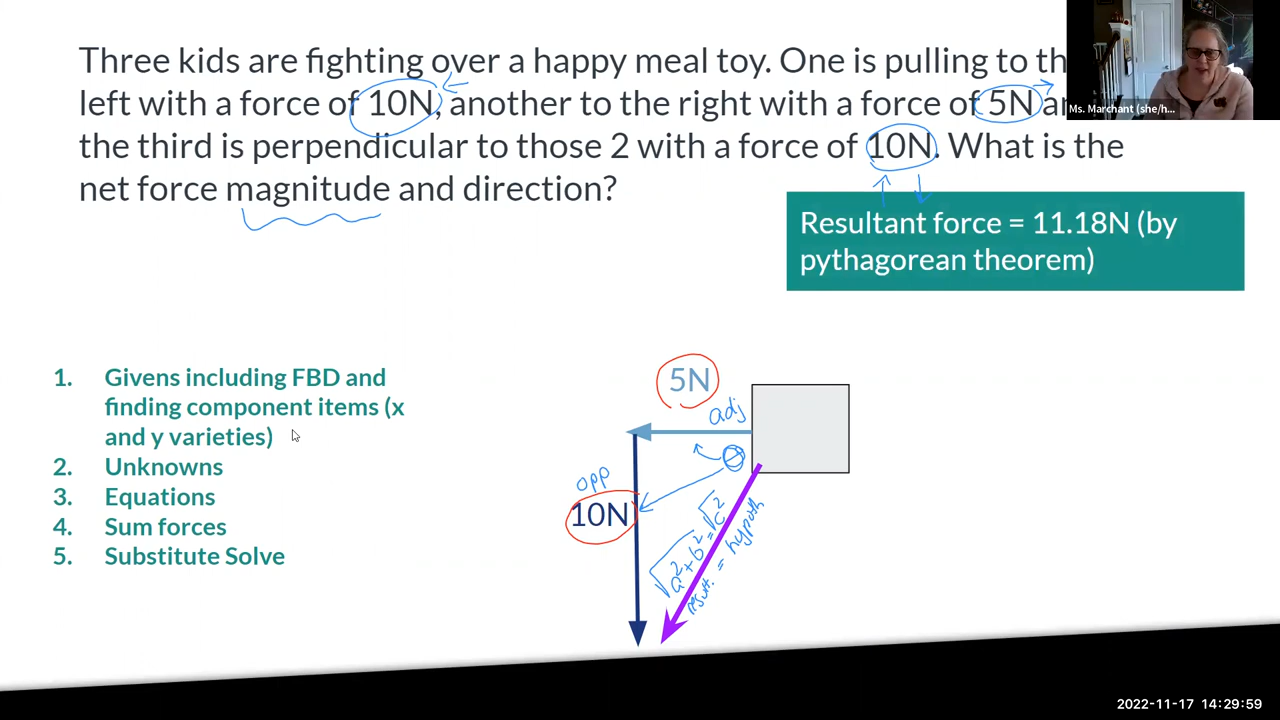 Three kids are fighting over a happy meal toy. One is pulling to
left with a force of 10N, another to the right with a force of 5N
the third is perpendicular to those 2 with a force of 10N. What is the
net force magnitude and direction?
Ms. Marchant (she/h...
Resultant force = 11.18N (by
pythagorean theorem)
1. Givens including FBD and
finding component items (x
and y varieties)
2. Unknowns
3. Equations
4. Sum forces
5. Substitute Solve
5N
adj
θ
opp
10N
√a²+b² = √c²
result. = hypoth
2022-11-17 14:29:59